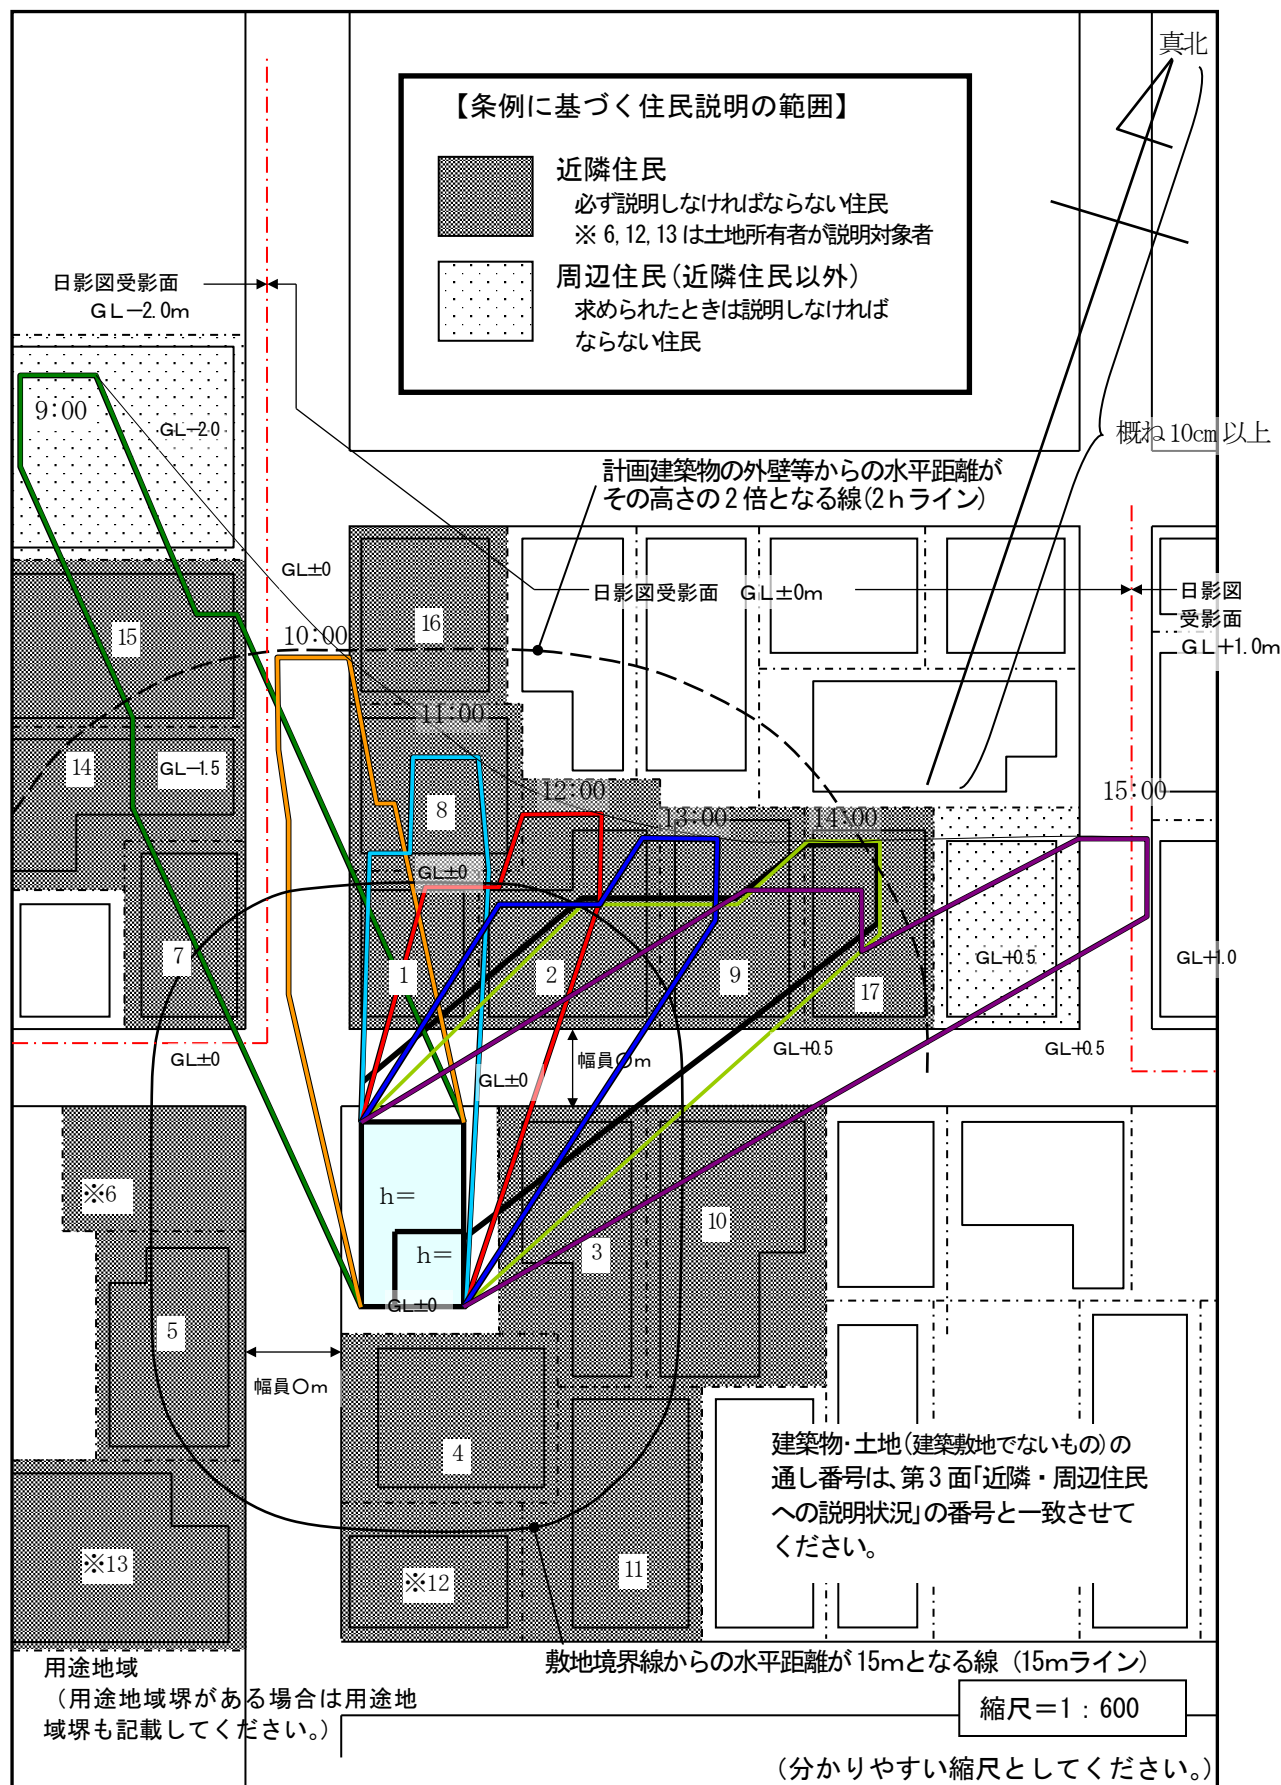 真北
【条例に基づく住民説明の範囲】
近隣住民
必ず説明しなければならない住民
※ 6, 12, 13 は土地所有者が説明対象者
周辺住民(近隣住民以外)
求められたときは説明しなければ
ならない住民
日影図受影面
GL－2.0m
9:00
GL－2.0
概ね 10cm 以上
計画建築物の外壁等からの水平距離が
その高さの 2 倍となる線(2ｈライン)
GL±0
日影図受影面　GL±0m
日影図
受影面
GL＋1.0m
15
10:00
16
11:00
14
GL－1.5
8
12:00
13:00
14:00
15:00
GL±0
7
1
2
9
17
GL＋0.5
GL＋1.0
GL±0
GL±0
幅員○m
GL＋0.5
GL＋0.5
※6
h＝
h＝
3
10
GL±0
5
幅員○m
4
建築物･土地(建築敷地でないもの)の
通し番号は、第 3 面｢近隣・周辺住民
への説明状況｣の番号と一致させて
ください。
※13
※12
11
敷地境界線からの水平距離が 15ｍとなる線 (15ｍライン)
用途地域
（用途地域堺がある場合は用途地
域堺も記載してください。）
縮尺＝1：600
（分かりやすい縮尺としてください。）